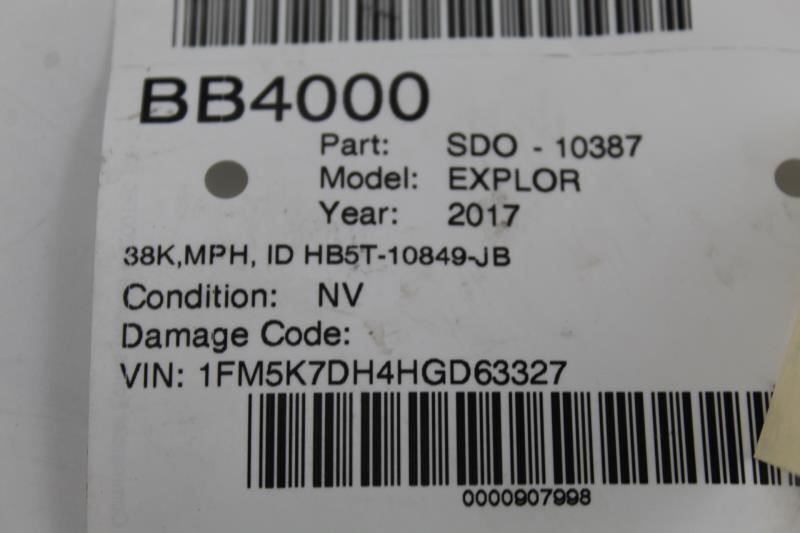 BB4000
Part: SDO - 10387
Model: EXPLOR
Year: 2017
38K,MPH, ID HB5T-10849-JB
Condition: NV
Damage Code:
VIN: 1FM5K7DH4HGD63327
0000907998